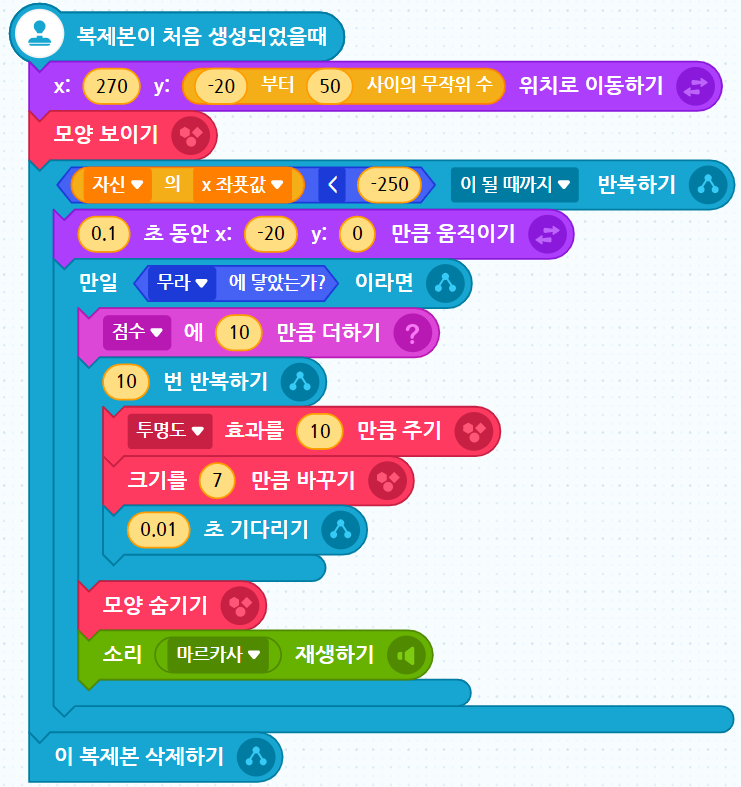 복제본이 처음 생성되었을때
x: 270 y: -20 부터 50 사이의 무작위 수 위치로 이동하기
모양 보이기
자신 의 x 좌푯값 < -250 이 될 때까지 반복하기
0.1 초 동안 x: -20 y: 0 만큼 움직이기
만일 무라 에 닿았는가? 이라면
점수 에 10 만큼 더하기 ?
10 번 반복하기
투명도 효과를 10 만큼 주기
크기를 7 만큼 바꾸기
0.01 초 기다리기
모양 숨기기
소리 마르카사 재생하기
이 복제본 삭제하기